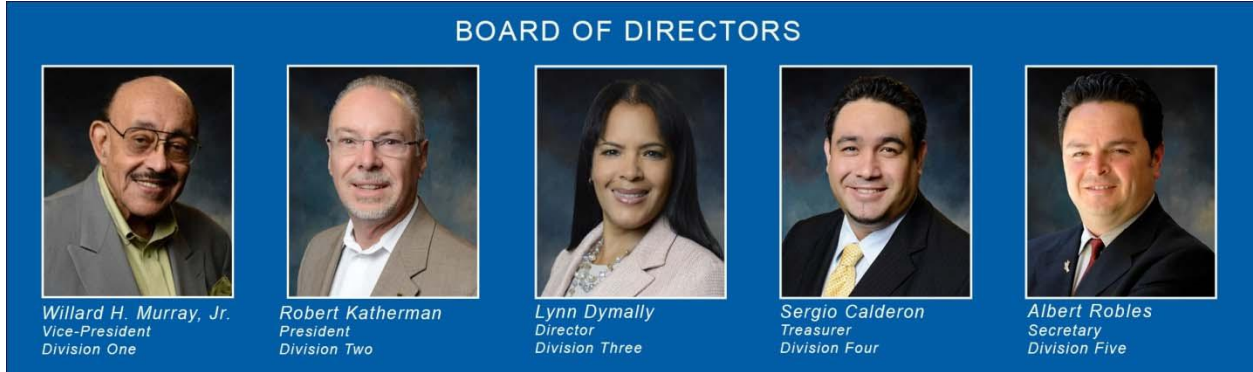 BOARD OF DIRECTORS
Willard H. Murray, Jr.
Vice-President
Division One
Robert Katherman
President
Division Two
Lynn Dymally
Director
Division Three
Sergio Calderon
Treasurer
Division Four
Albert Robles
Secretary
Division Five